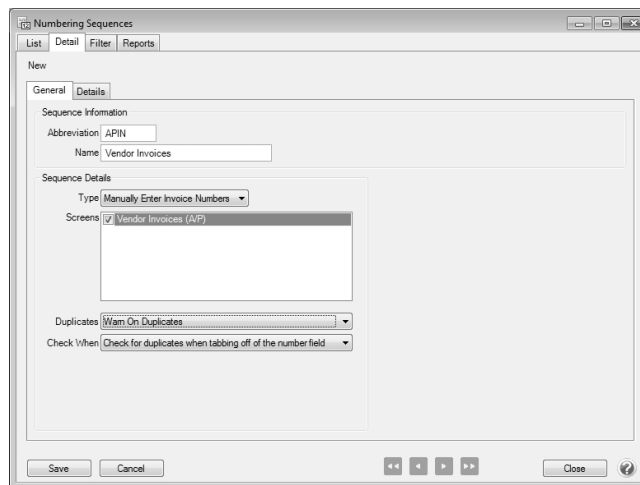 Numbering Sequences
List Detail Filter Reports
New
General Details
Sequence Information
Abbreviation APIN
Name Vendor Invoices
Sequence Details
Type Manually Enter Invoice Numbers
Screens Vendor Invoices (A/P)
Duplicates Warn On Duplicates
Check When Check for duplicates when tabbing off of the number field
Save Cancel Close ?